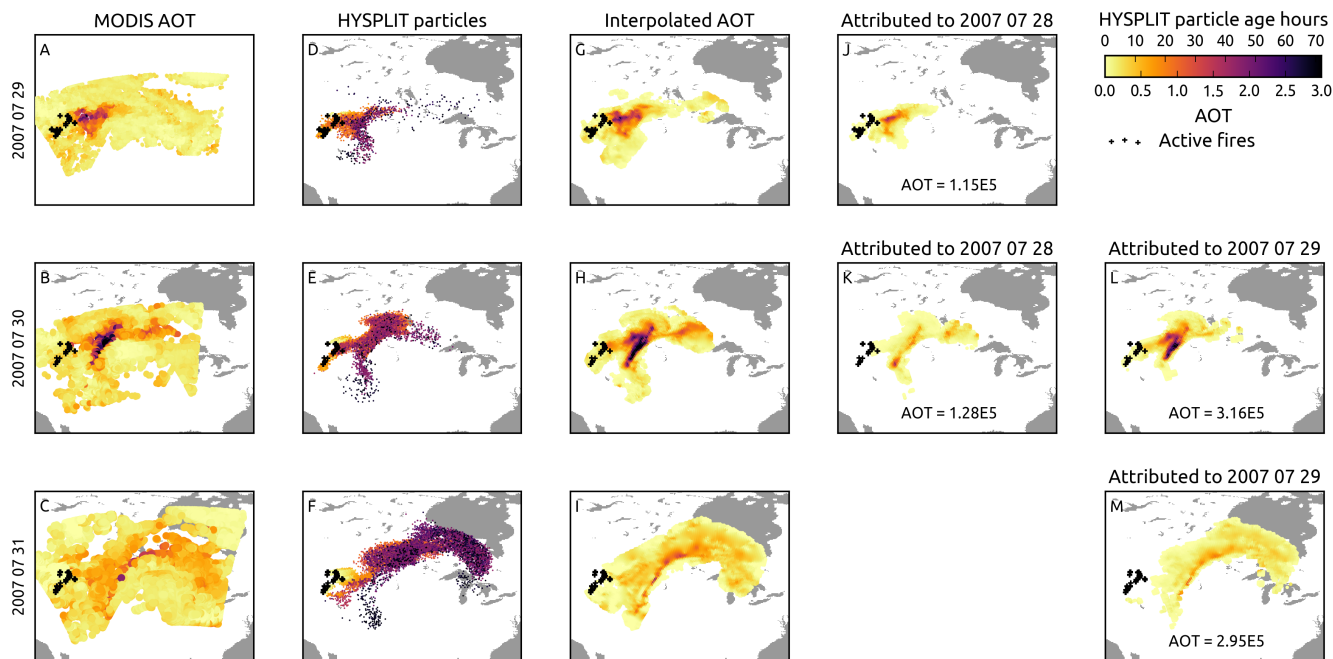 MODIS AOT
HYSPLIT particles
Interpolated AOT
Attributed to 2007 07 28
HYSPLIT particle age hours
0 10 20 30 40 50 60 70
0.0 0.5 1.0 1.5 2.0 2.5 3.0
AOT
Active fires
2007 07 29
A
D
G
J
AOT = 1.15E5
Attributed to 2007 07 28
Attributed to 2007 07 29
2007 07 30
B
E
H
K
AOT = 1.28E5
L
AOT = 3.16E5
Attributed to 2007 07 29
2007 07 31
C
F
I
M
AOT = 2.95E5